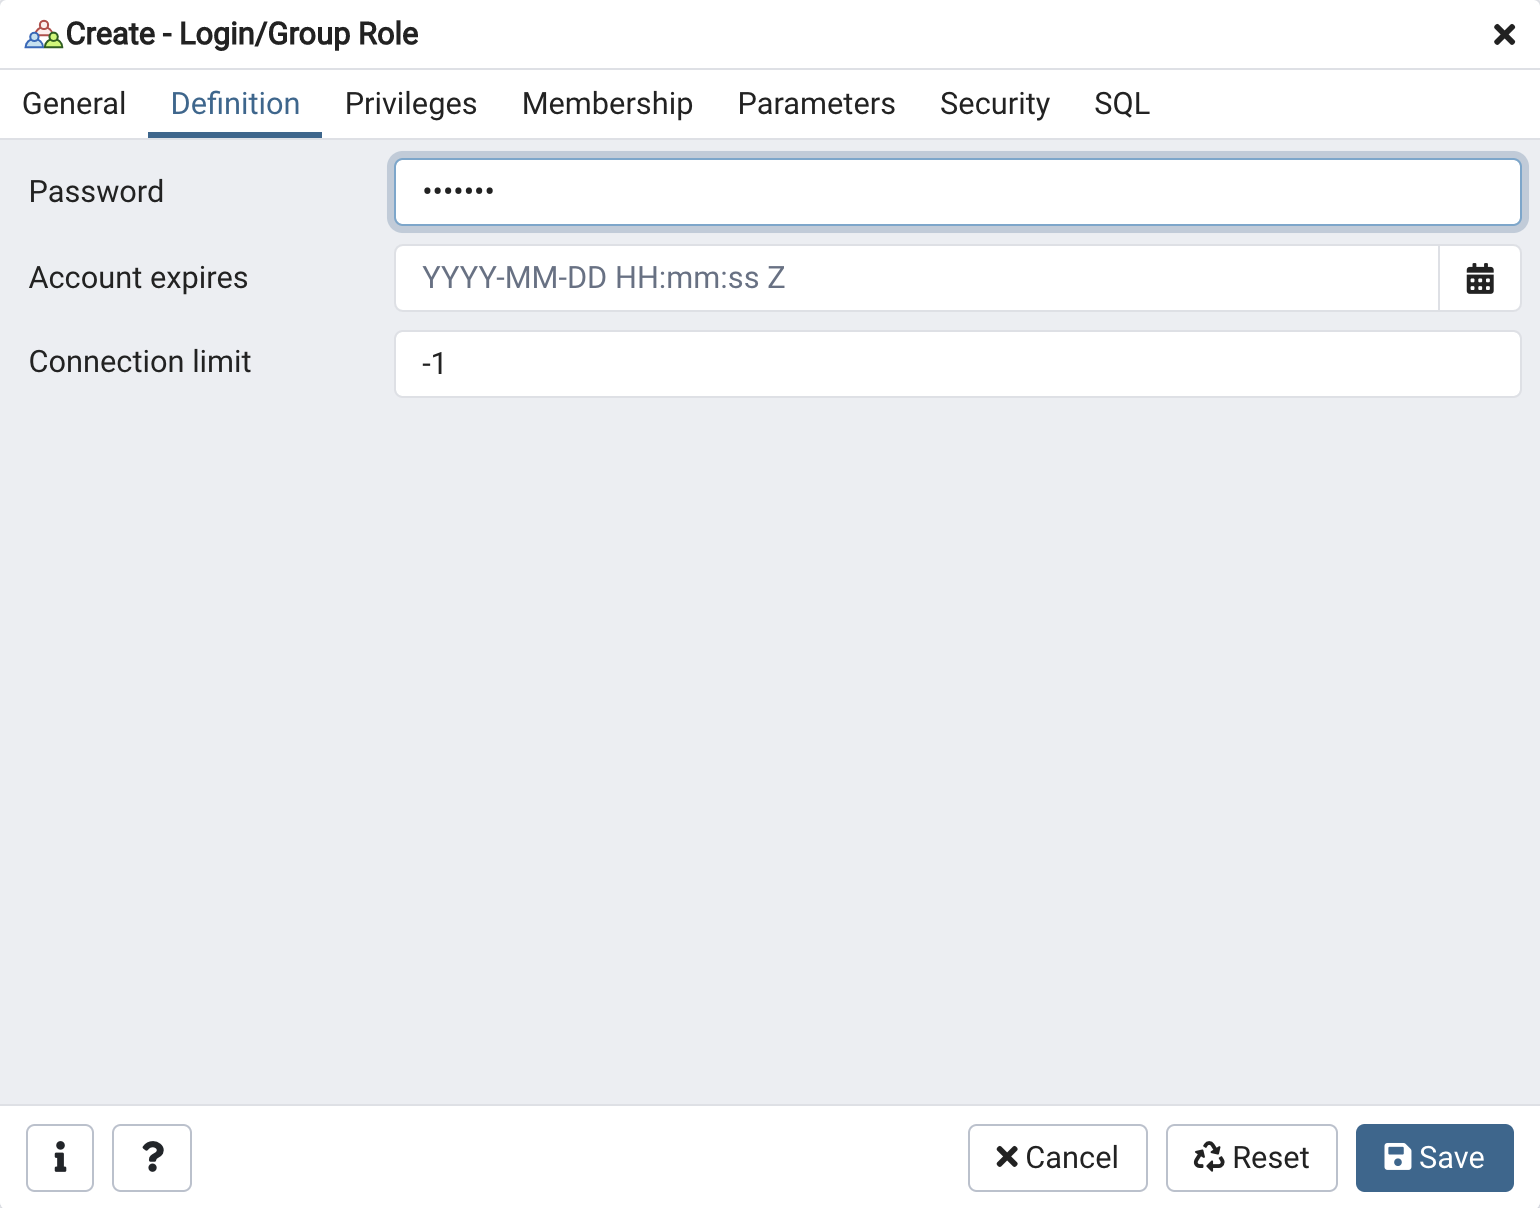 Create - Login/Group Role
General Definition Privileges Membership Parameters Security SQL
Password •••••••
Account expires YYYY-MM-DD HH:mm:ss Z
Connection limit -1
i ? Cancel Reset Save